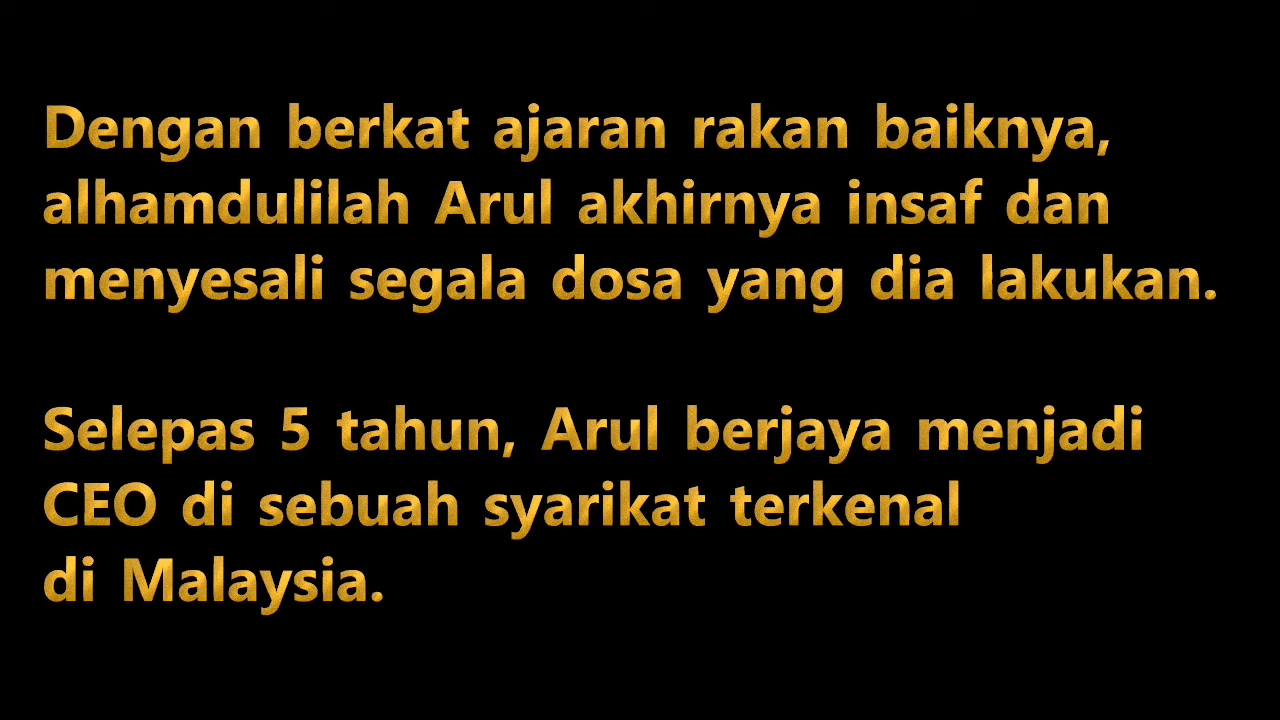 Dengan berkat ajaran rakan baiknya,
alhamdulilah Arul akhirnya insaf dan
menyesali segala dosa yang dia lakukan.
Selepas 5 tahun, Arul berjaya menjadi
CEO di sebuah syarikat terkenal
di Malaysia.